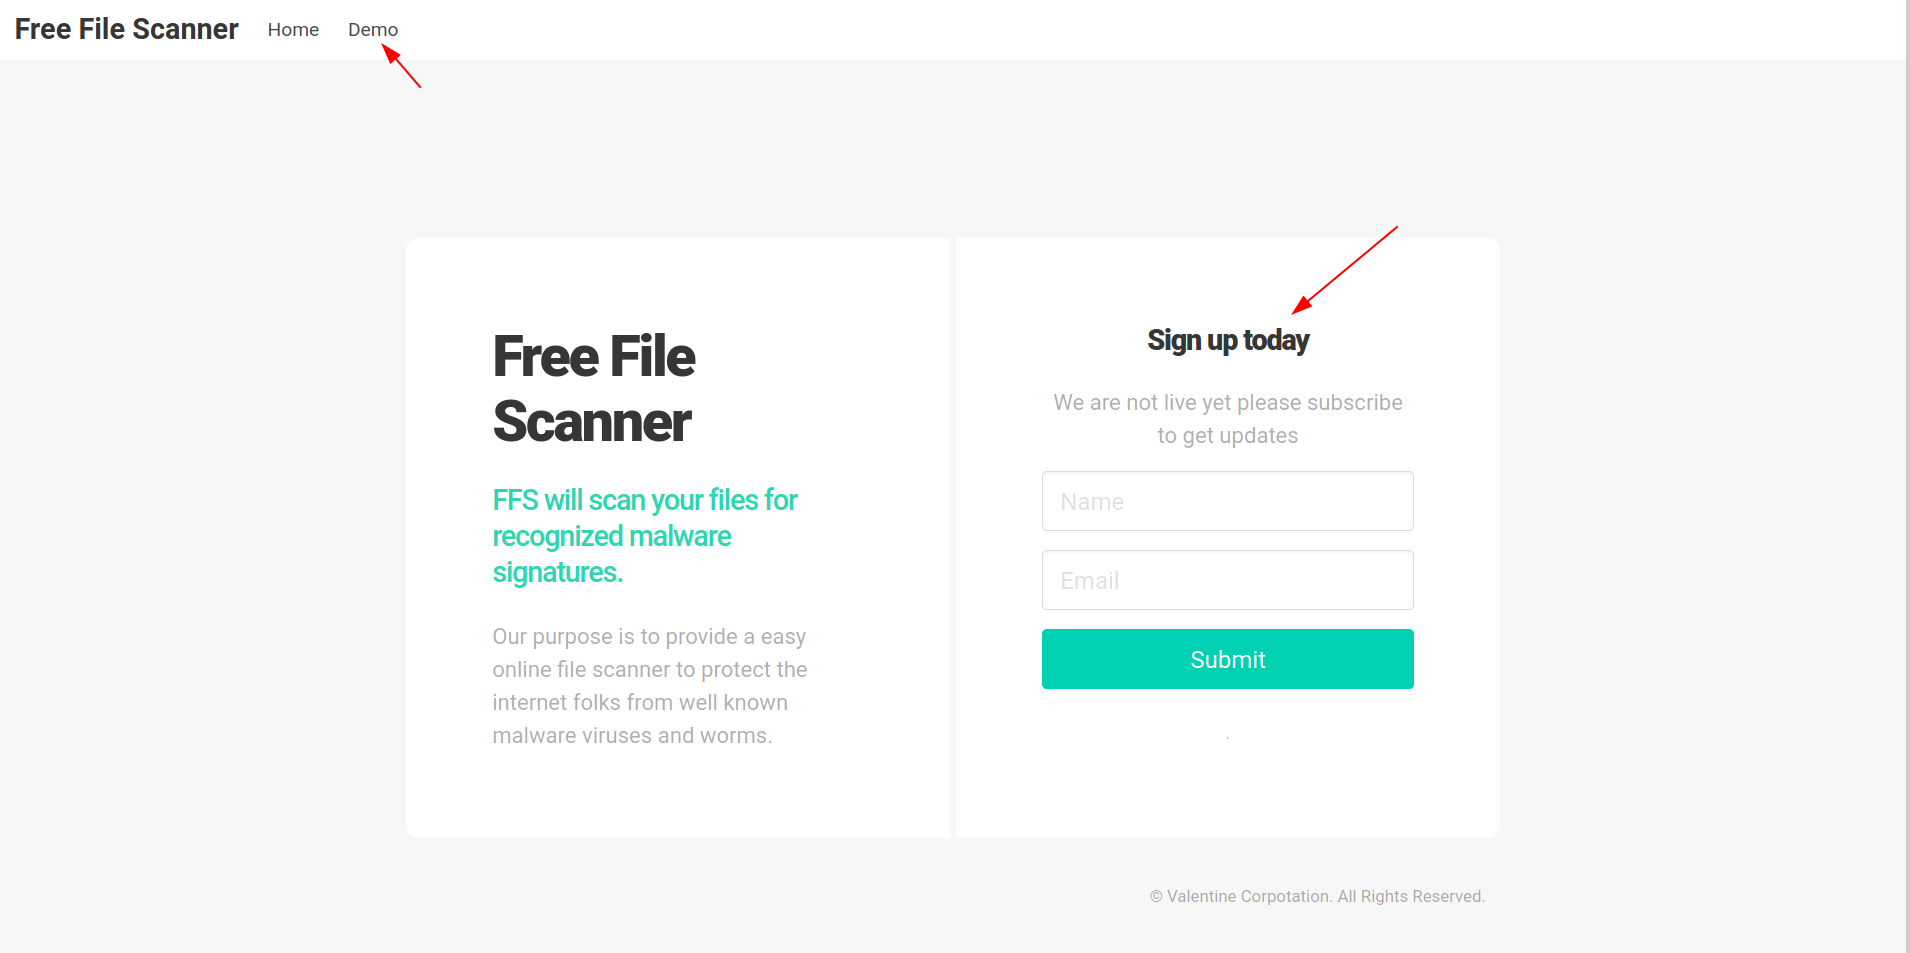 Free File Scanner Home Demo
Free File
Scanner
FFS will scan your files for
recognized malware
signatures.
Our purpose is to provide a easy
online file scanner to protect the
internet folks from well known
malware viruses and worms.
Sign up today
We are not live yet please subscribe
to get updates
Name
Email
Submit
.
© Valentine Corpotation. All Rights Reserved.